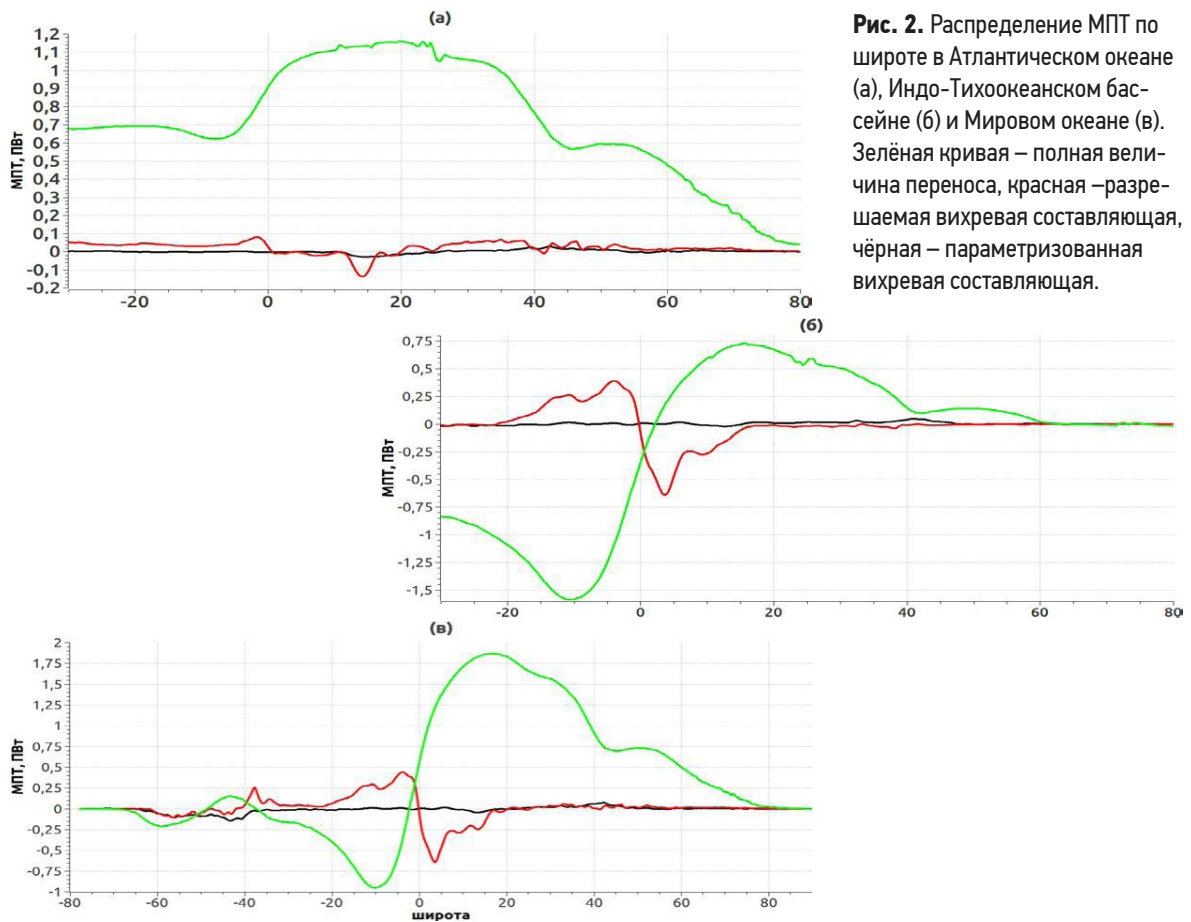 (а)
1,2
1,1
1
0,9
0,8
0,7
0,6
0,5
0,4
0,3
0,2
0,1
0
-0.1
-0.2
МПТ, ПВт
-20 0 20 40 60 80
Рис. 2. Распределение МПТ по
широте в Атлантическом океане
(а), Индо-Тихоокеанском бас-
сейне (б) и Мировом океане (в).
Зелёная кривая – полная вели-
чина переноса, красная –разре-
шаемая вихревая составляющая,
чёрная – параметризованная
вихревая составляющая.
(б)
0,75
0,5
0,25
0
-0,25
-0,5
-0,75
-1
-1,25
-1,5
МПТ, ПВт
-20 0 20 40 60 80
(в)
2
1,75
1,5
1,25
1
0,75
0,5
0,25
0
-0,25
-0,5
-0,75
-1
МПТ, ПВт
-80 -60 -40 -20 0 20 40 60 80
широта